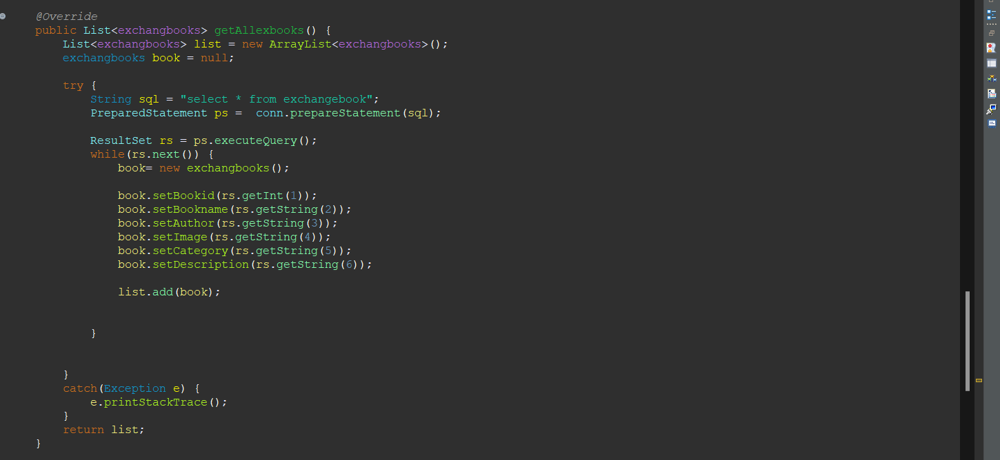 @Override
public List<exchangbooks> getAllexbooks() {
List<exchangbooks> list = new ArrayList<exchangbooks>();
exchangbooks book = null;
try {
String sql = "select * from exchangebook";
PreparedStatement ps =  conn.prepareStatement(sql);
ResultSet rs = ps.executeQuery();
while(rs.next()) {
book= new exchangbooks();
book.setBookid(rs.getInt(1));
book.setBookname(rs.getString(2));
book.setAuthor(rs.getString(3));
book.setImage(rs.getString(4));
book.setCategory(rs.getString(5));
book.setDescription(rs.getString(6));
list.add(book);
}
}
catch(Exception e) {
e.printStackTrace();
}
return list;
}